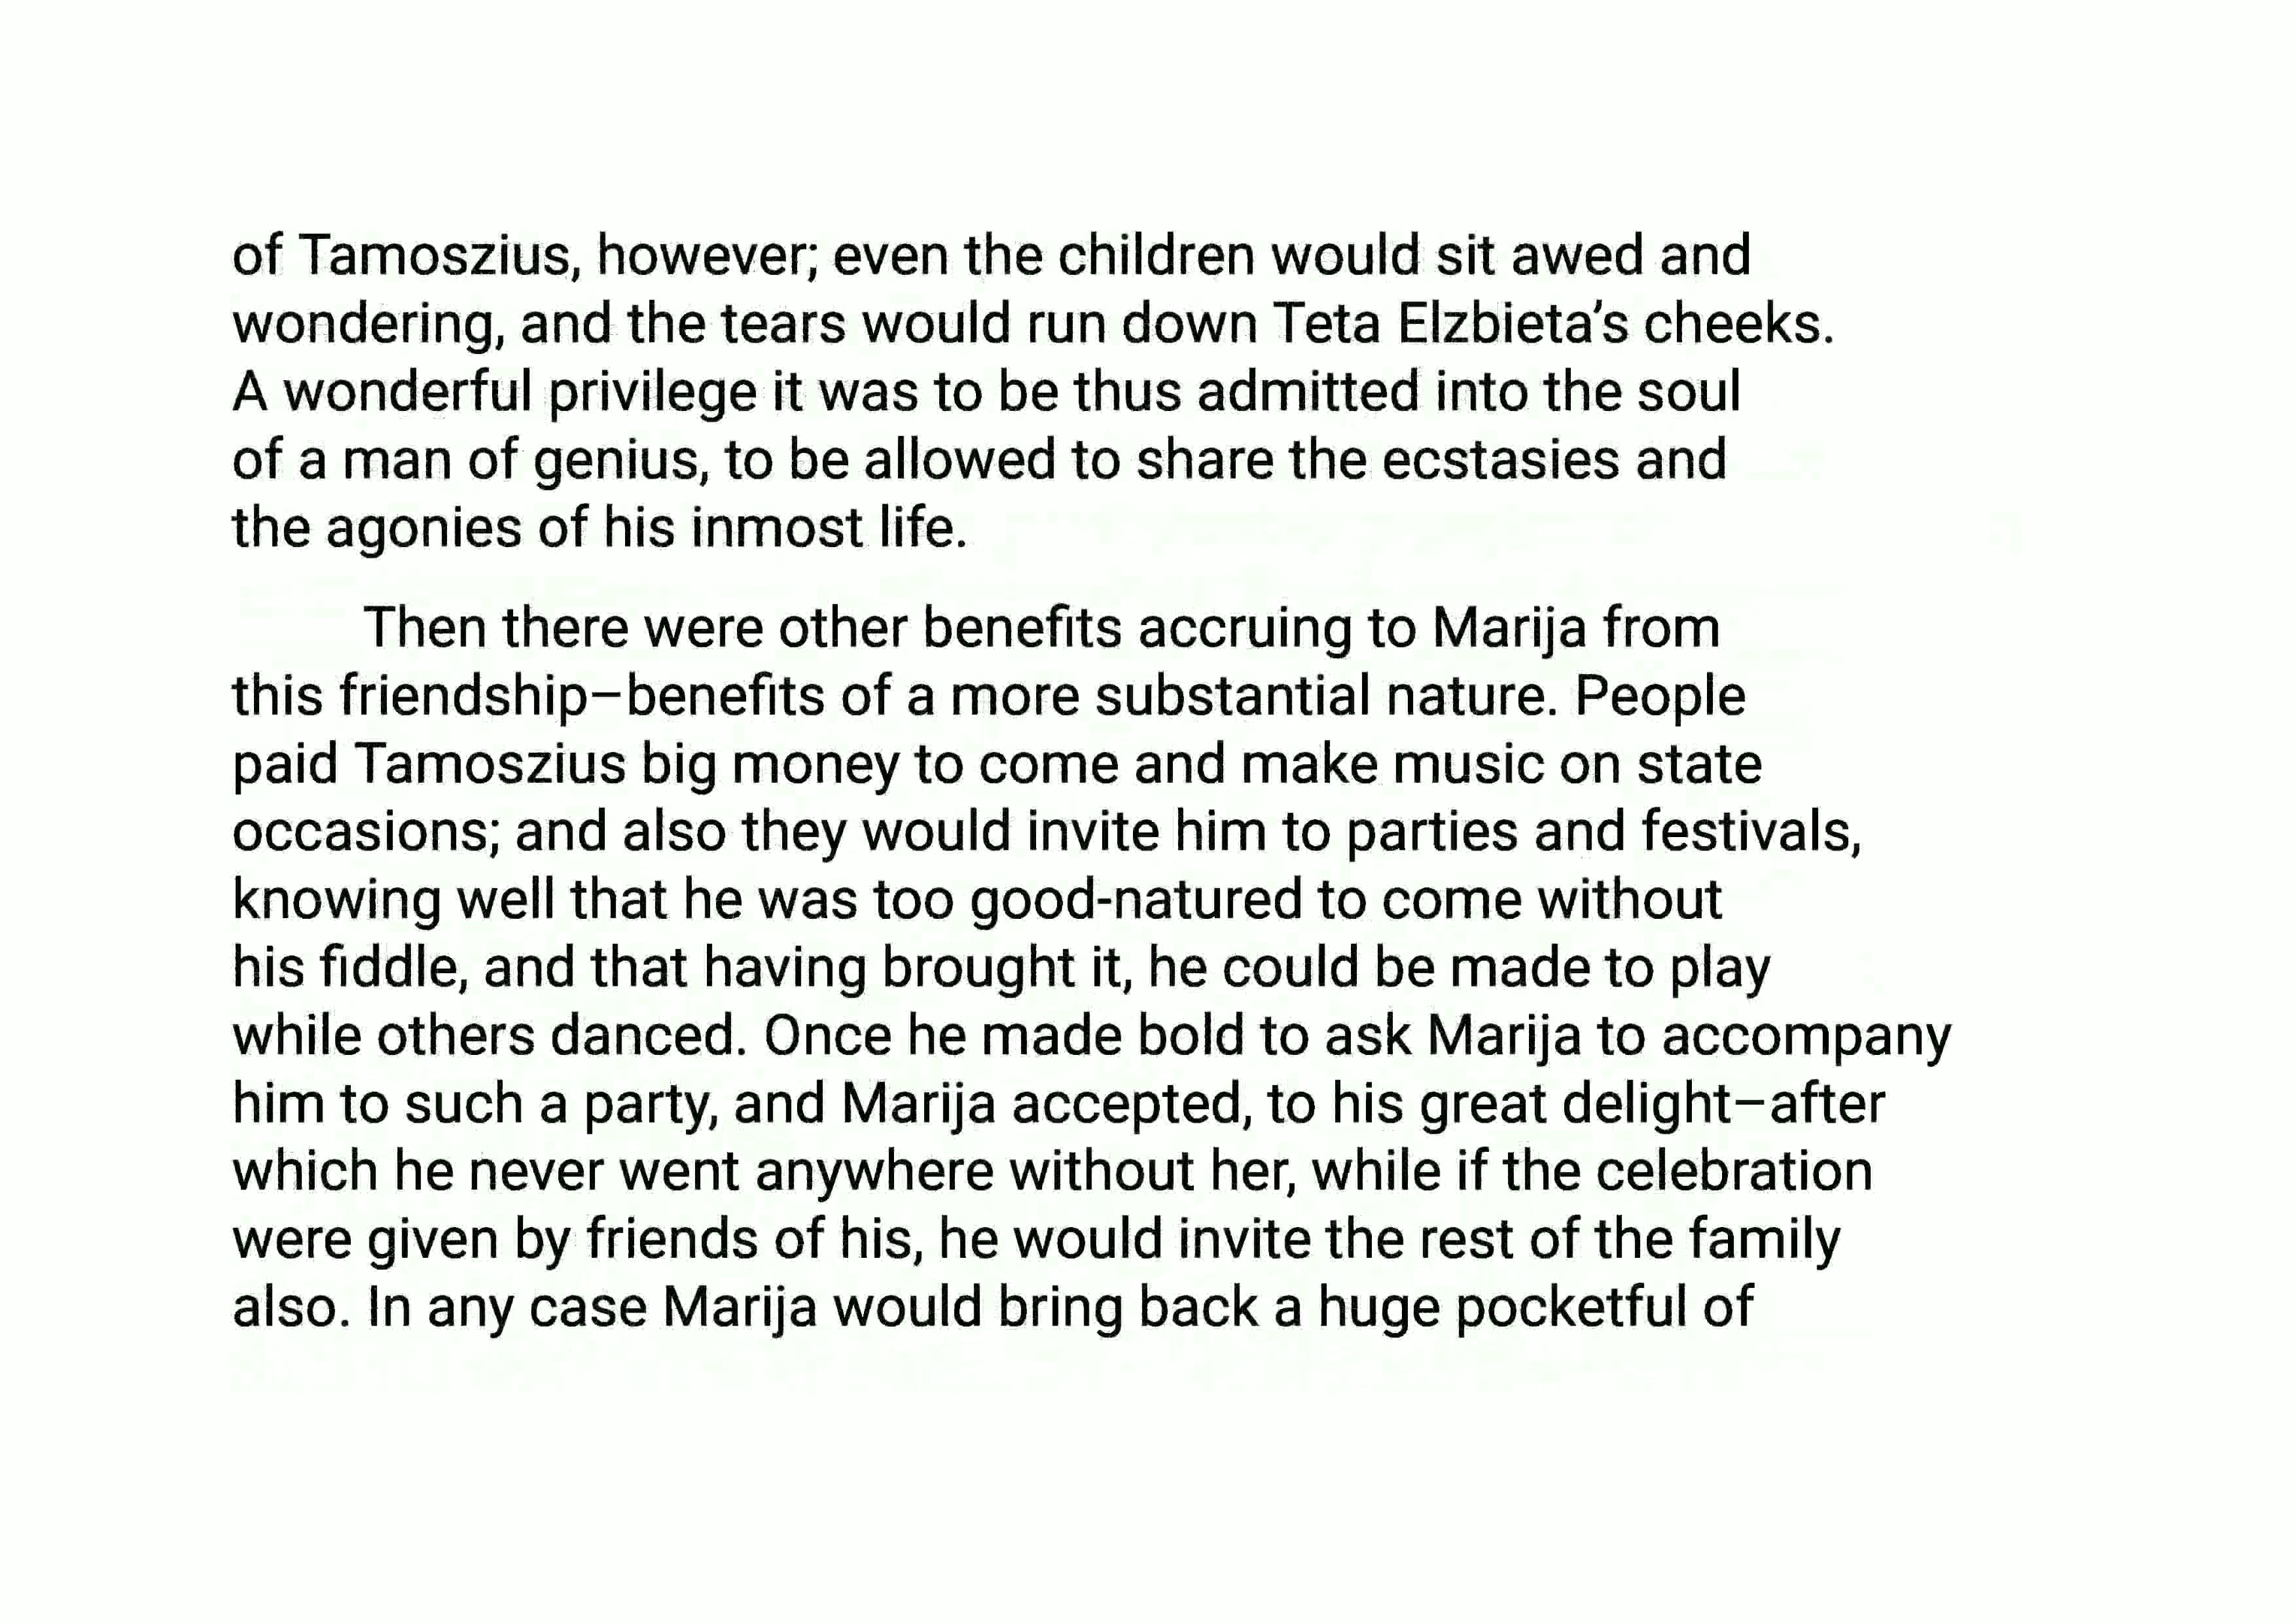 of Tamoszius, however; even the children would sit awed and
wondering, and the tears would run down Teta Elzbieta's cheeks.
A wonderful privilege it was to be thus admitted into the soul
of a man of genius, to be allowed to share the ecstasies and
the agonies of his inmost life.
Then there were other benefits accruing to Marija from
this friendship—benefits of a more substantial nature. People
paid Tamoszius big money to come and make music on state
occasions; and also they would invite him to parties and festivals,
knowing well that he was too good-natured to come without
his fiddle, and that having brought it, he could be made to play
while others danced. Once he made bold to ask Marija to accompany
him to such a party, and Marija accepted, to his great delight—after
which he never went anywhere without her, while if the celebration
were given by friends of his, he would invite the rest of the family
also. In any case Marija would bring back a huge pocketful of